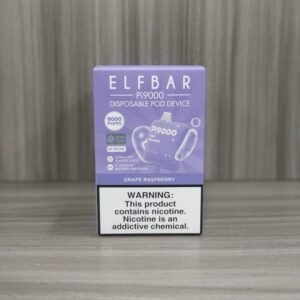 ELFBAR
Pi9000
DISPOSABLE POD DEVICE
9000
PUFFS
Pi9000
GRAPE RASPBERRY
WARNING:
This product
contains nicotine.
Nicotine is an
addictive chemical.